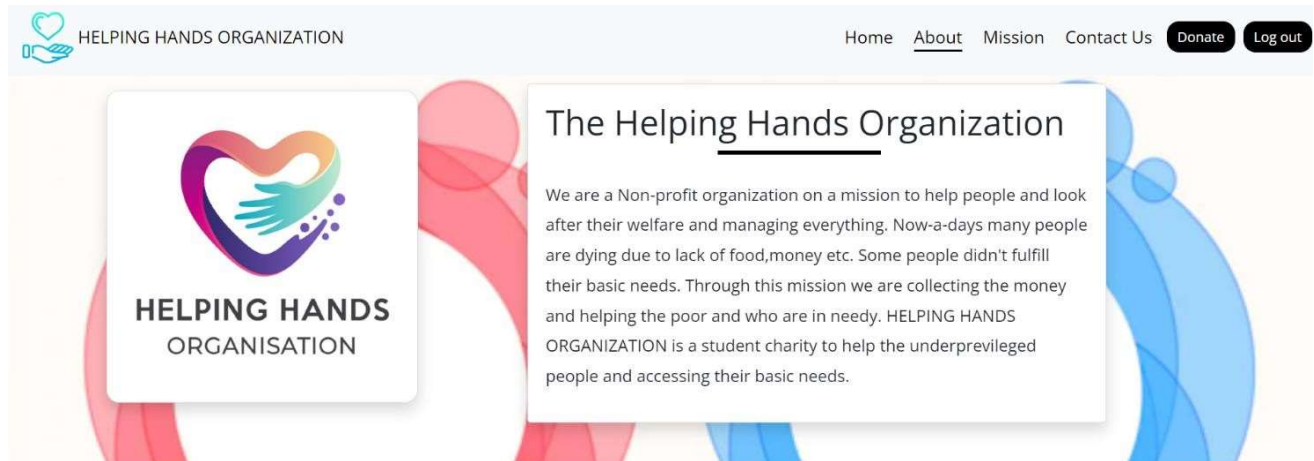 HELPING HANDS ORGANIZATION
Home About Mission Contact Us Donate Log out
HELPING HANDS
ORGANISATION
The Helping Hands Organization
We are a Non-profit organization on a mission to help people and look
after their welfare and managing everything. Now-a-days many people
are dying due to lack of food,money etc. Some people didn't fulfill
their basic needs. Through this mission we are collecting the money
and helping the poor and who are in needy. HELPING HANDS
ORGANIZATION is a student charity to help the underprevileged
people and accessing their basic needs.